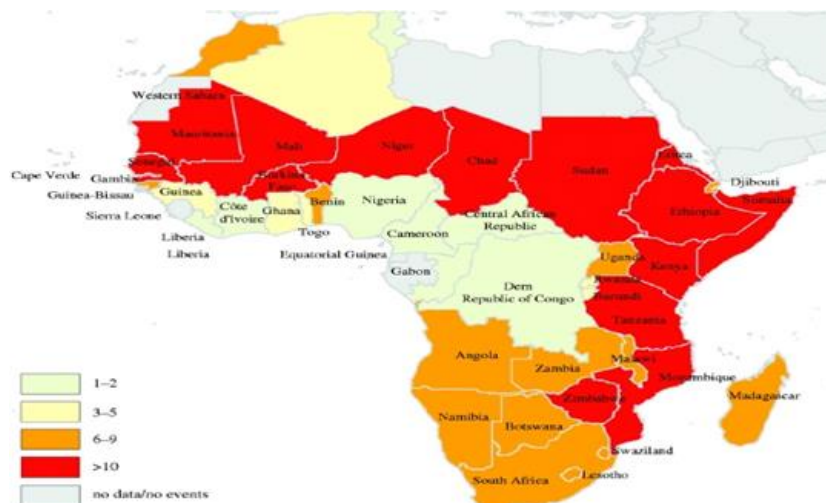 Western Sahara
Mauritania
Mali
Niger
Chad
Sudan
Senegal
Cape Verde
Gambia
Burkina
Faso
Djibouti
Somalia
Guinea-Bissau
Guinea
Benin
Nigeria
Ethiopia
Sierra Leone
Côte
d'Ivoire
Ghana
Central African
Republic
Togo
Liberia
Liberia
Cameroon
Equatorial Guinea
Uganda
Kenya
Gabon
Dem
Republic of Congo
Rwanda
Burundi
Tanzania
Angola
Zambia
Malawi
Mozambique
Zimbabwe
Madagascar
Namibia
Botswana
Swaziland
South Africa
Lesotho
1–2
3–5
6–9
>10
no data/no events